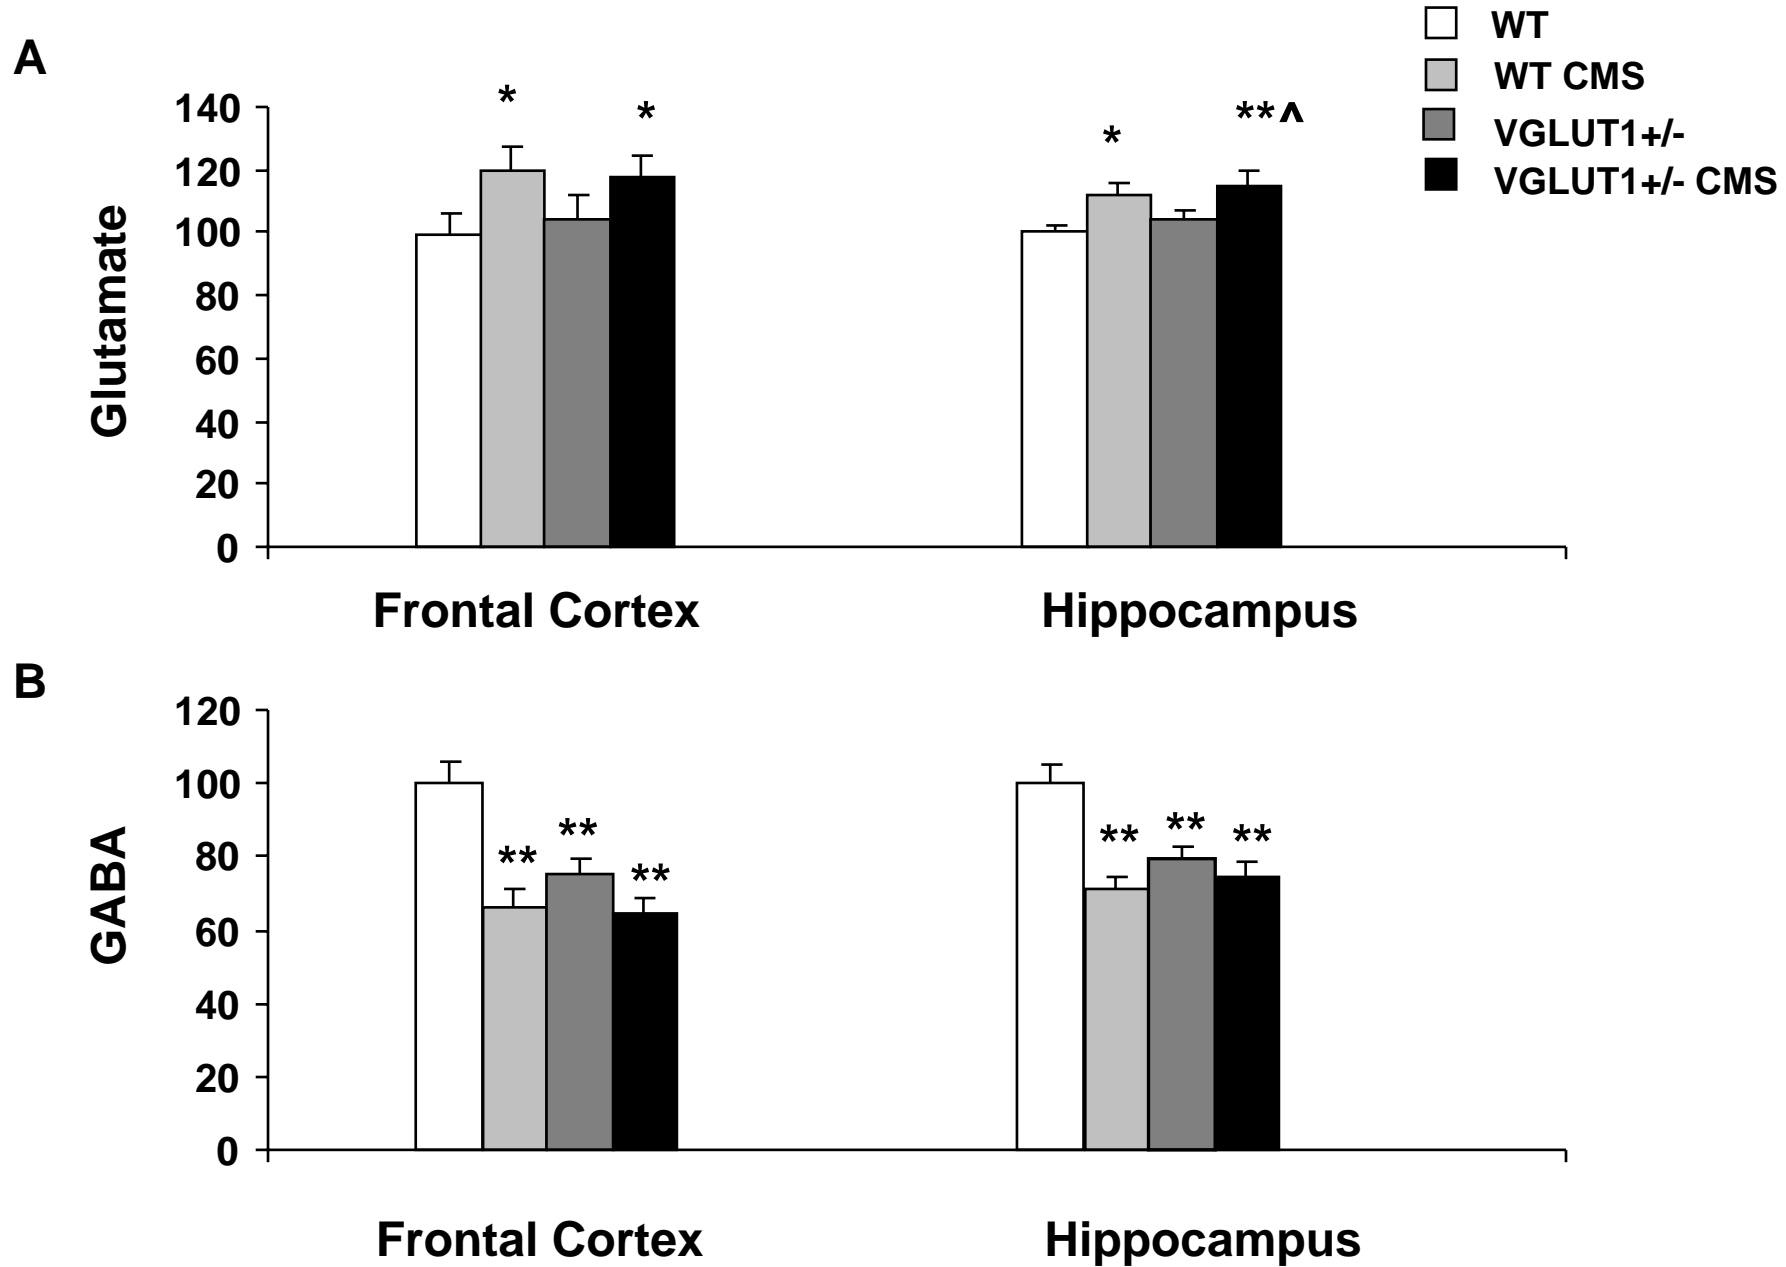 WT
WT CMS
VGLUT1+/-
VGLUT1+/- CMS
A
140
120
100
80
60
40
20
0
Glutamate
*
*
*
**^
Frontal Cortex
Hippocampus
B
120
100
80
60
40
20
0
GABA
**
**
**
**
**
**
Frontal Cortex
Hippocampus